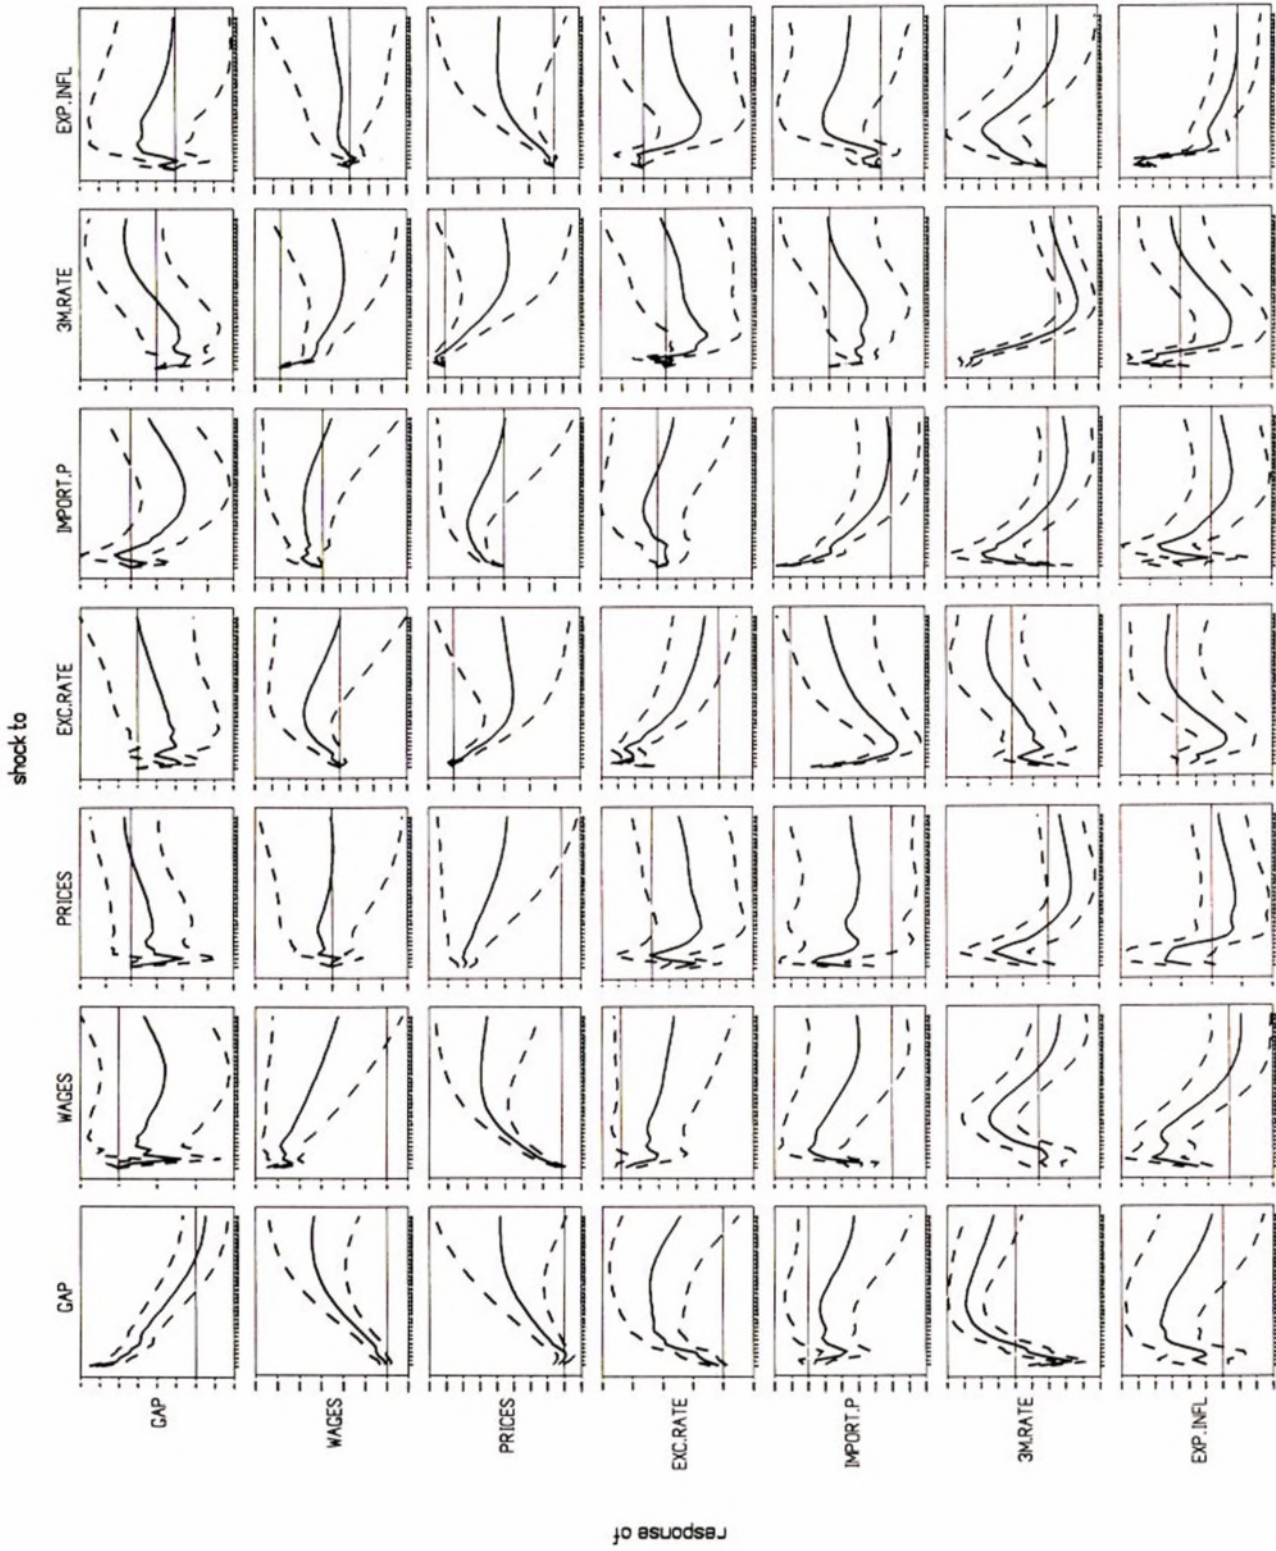 shock to
GAP WAGES PRICES EXC.RATE IMPORT.P 3M.RATE EXP.INFL
response of
GAP
WAGES
PRICES
EXC.RATE
IMPORT.P
3M.RATE
EXP.INFL